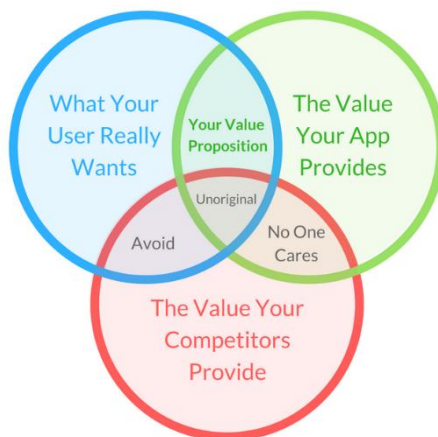 What Your
User Really
Wants
The Value
Your App
Provides
Your Value
Proposition
Unoriginal
Avoid
No One
Cares
The Value Your
Competitors
Provide